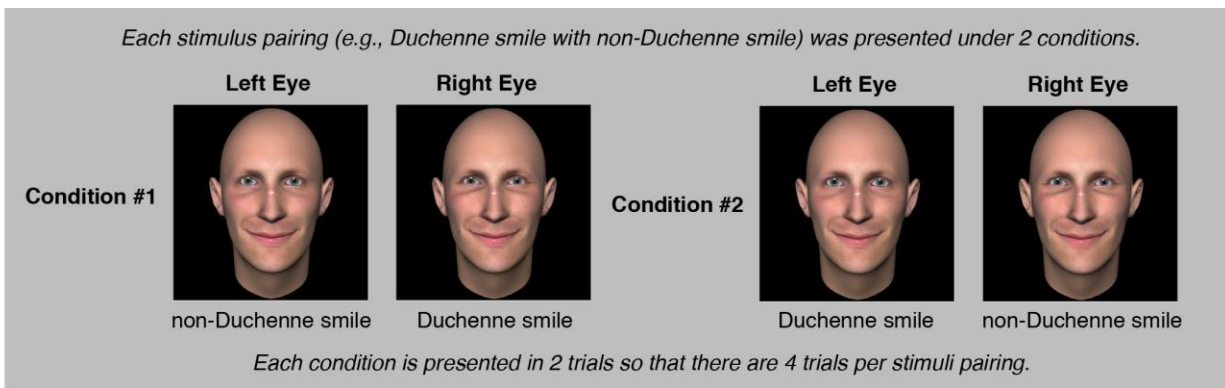 Each stimulus pairing (e.g., Duchenne smile with non-Duchenne smile) was presented under 2 conditions.
Left Eye
Right Eye
Left Eye
Right Eye
Condition #1
Condition #2
non-Duchenne smile
Duchenne smile
Duchenne smile
non-Duchenne smile
Each condition is presented in 2 trials so that there are 4 trials per stimuli pairing.